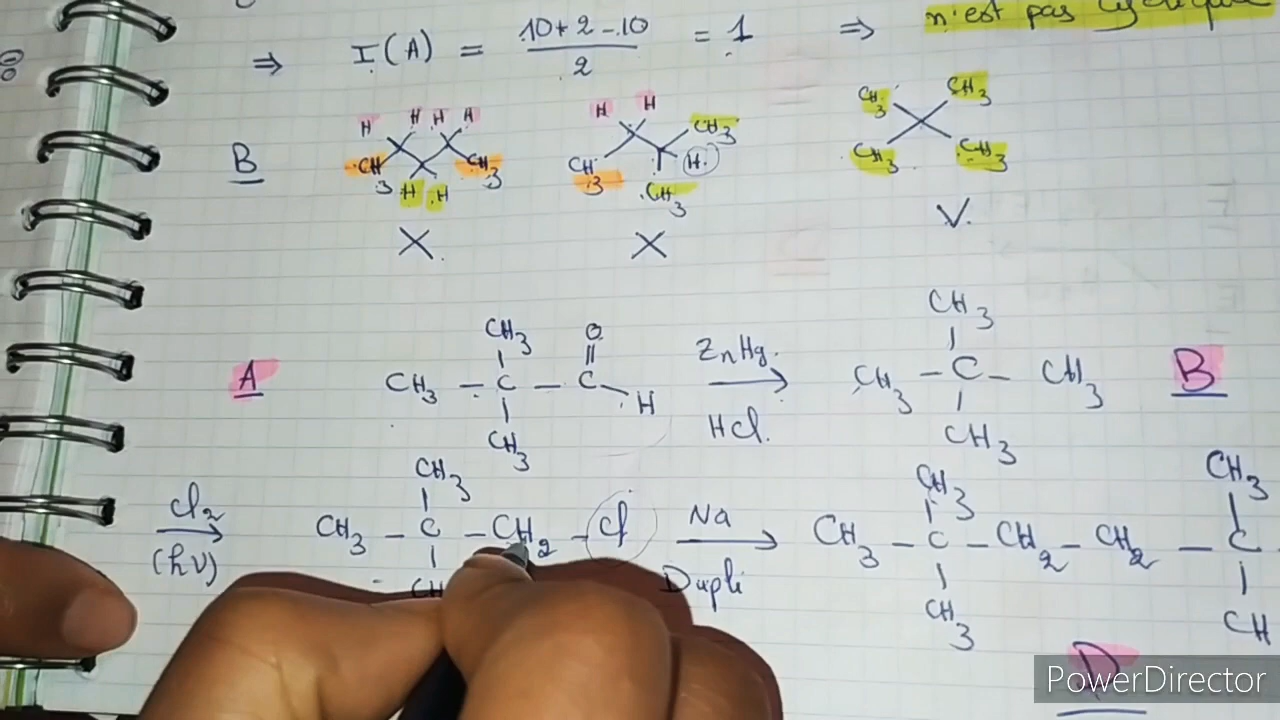 10+2-10
⇒ I(A) = ———— = 1 ⇒ n'est pas
2
H H H H H H CH3 CH3 CH3
B
CH3 H H CH3 CH3 CH3 H CH3 CH3
X X V
CH3
CH3 O
A CH3 - C - C - H ZnHg. → HCl. CH3 - C - CH3 B
CH3 CH3
CH3 CH3 CH3
Cl2 → (hν) CH3 - C - CH2 - Cl Na → Dupli CH3 - C - CH2 - CH2 - C -
CH CH3 CH
D
PowerDirector